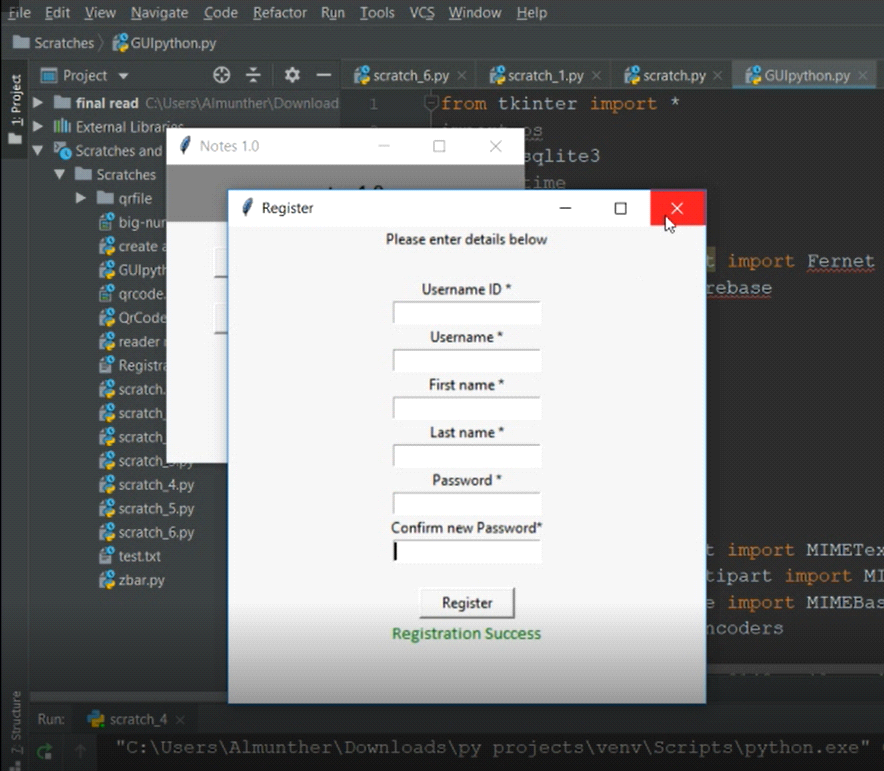 File Edit View Navigate Code Refactor Run Tools VCS Window Help
Scratches GUIpython.py
1: Project
Project
scratch_6.py scratch_1.py scratch.py GUIpython.py
final read C:\Users\Almunther\Download
External Libraries
Scratches and
Scratches
qrfile
big-nur
create a
GUIpyth
qrcode.
QrCode
reader
Registra
scratch.
scratch_
scratch_
scratch_3.py
scratch_4.py
scratch_5.py
scratch_6.py
test.txt
zbar.py
1 from tkinter import *
import os
sqlite3
time
t import Fernet
rebase
t import MIMETex
tipart import MI
e import MIMEBas
ncoders
Notes 1.0
Register
Please enter details below
Username ID *
Username *
First name *
Last name *
Password *
Confirm new Password*
Register
Registration Success
Z: Structure
Run: scratch_4
"C:\Users\Almunther\Downloads\py projects\venv\Scripts\python.exe"